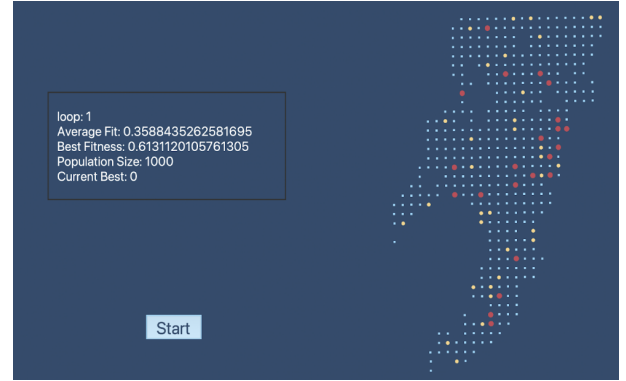 loop: 1
Average Fit: 0.3588435262581695
Best Fitness: 0.6131120105761305
Population Size: 1000
Current Best: 0
Start